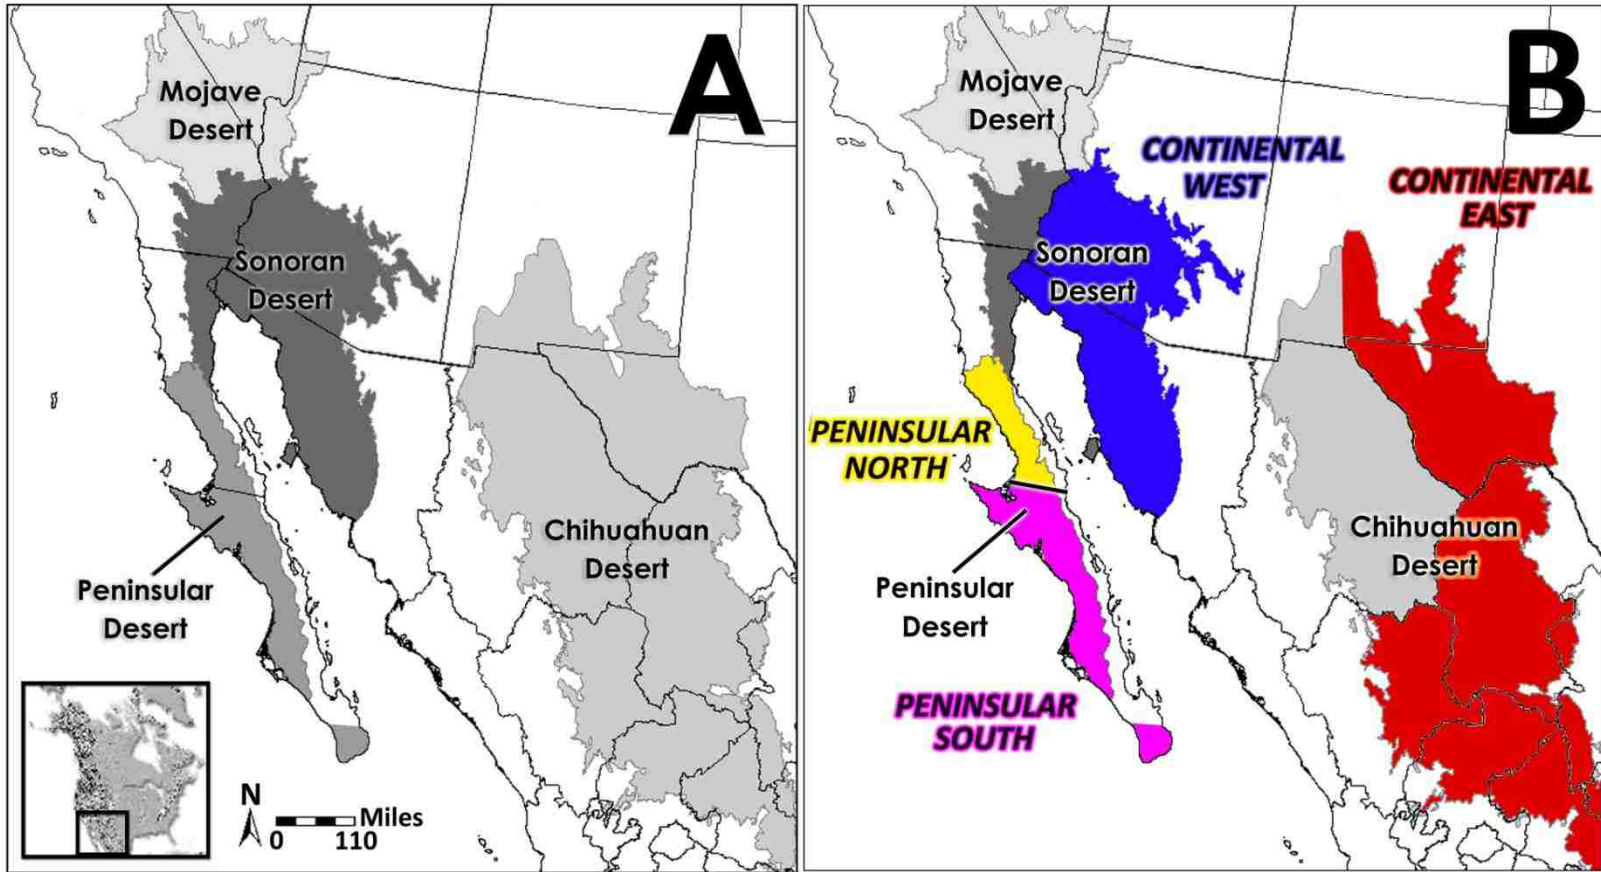 A
Mojave
Desert
Sonoran
Desert
Chihuahuan
Desert
Peninsular
Desert
N
Miles
0 110
B
Mojave
Desert
CONTINENTAL
WEST
CONTINENTAL
EAST
Sonoran
Desert
PENINSULAR
NORTH
Chihuahuan
Desert
Peninsular
Desert
PENINSULAR
SOUTH